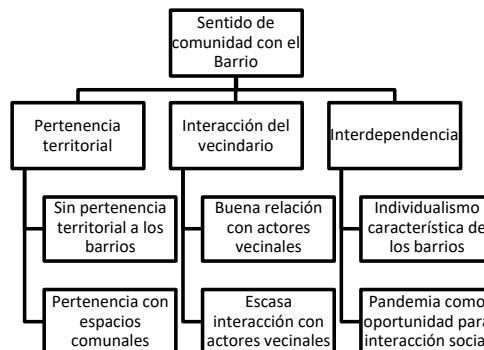 Sentido de
comunidad con el
Barrio
Pertenencia
territorial
Interacción del
vecindario
Interdependencia
Sin pertenencia
territorial a los
barrios
Buena relación
con actores
vecinales
Individualismo
característica de
los barrios
Pertenencia con
espacios
comunales
Escasa
interacción con
actores vecinales
Pandemia como
oportunidad para
interacción social